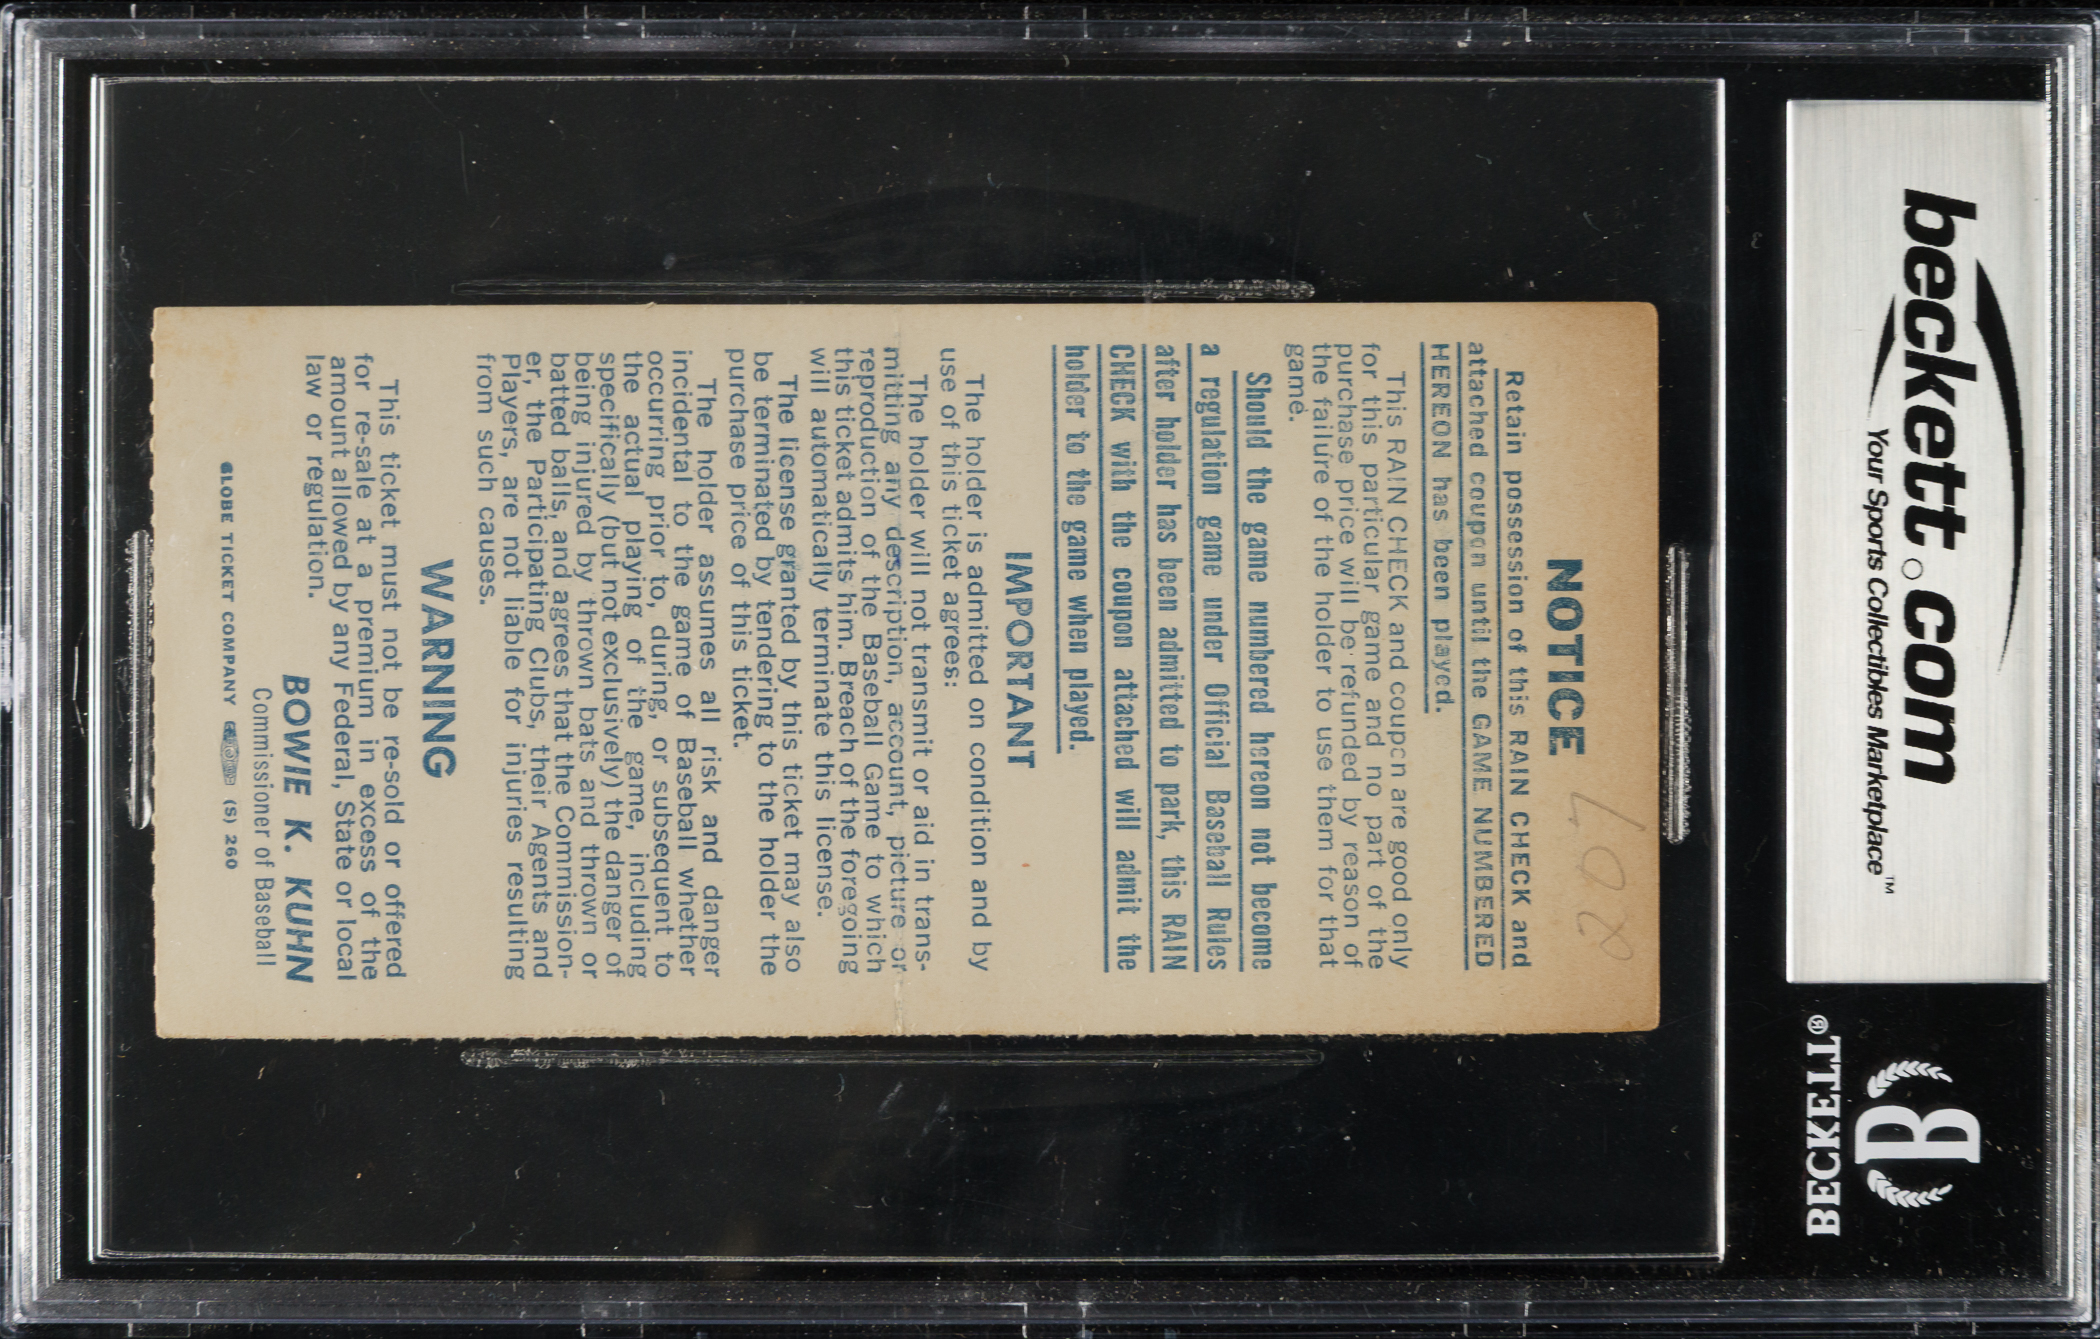 beckett.com
Your Sports Collectibles Marketplace™
BECKETT®
B
NOTICE
Retain possession of this RAIN CHECK and
attached coupon until the GAME NUMBERED
HEREON has been played.
This RAIN CHECK and coupon are good only
for this particular game and no part of the
purchase price will be refunded by reason of
the failure of the holder to use them for that
game.
Should the game numbered hereon not become
a regulation game under Official Baseball Rules
after holder has been admitted to park, this RAIN
CHECK with the coupon attached will admit the
holder to the game when played.
IMPORTANT
The holder is admitted on condition and by
use of this ticket agrees:
The holder will not transmit or aid in trans-
mitting any description, account, picture or
reproduction of the Baseball Game to which
this ticket admits him. Breach of the foregoing
will automatically terminate this license.
The license granted by this ticket may also
be terminated by tendering to the holder the
purchase price of this ticket.
The holder assumes all risk and danger
incidental to the game of Baseball whether
occurring prior to, during, or subsequent to
the actual playing of the game, including
specifically (but not exclusively) the danger of
being injured by thrown bats and thrown or
batted balls, and agrees that the Commission-
er, the Participating Clubs, their Agents and
Players, are not liable for injuries resulting
from such causes.
WARNING
This ticket must not be re-sold or offered
for re-sale at a premium in excess of the
amount allowed by any Federal, State or local
law or regulation.
BOWIE K. KUHN
Commissioner of Baseball
GLOBE TICKET COMPANY (S) 260